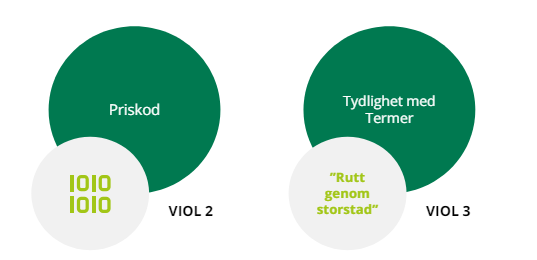 Priskod
1010
1010
VIOL 2
Tydlighet med
Termer
”Rutt
genom
storstad”
VIOL 3